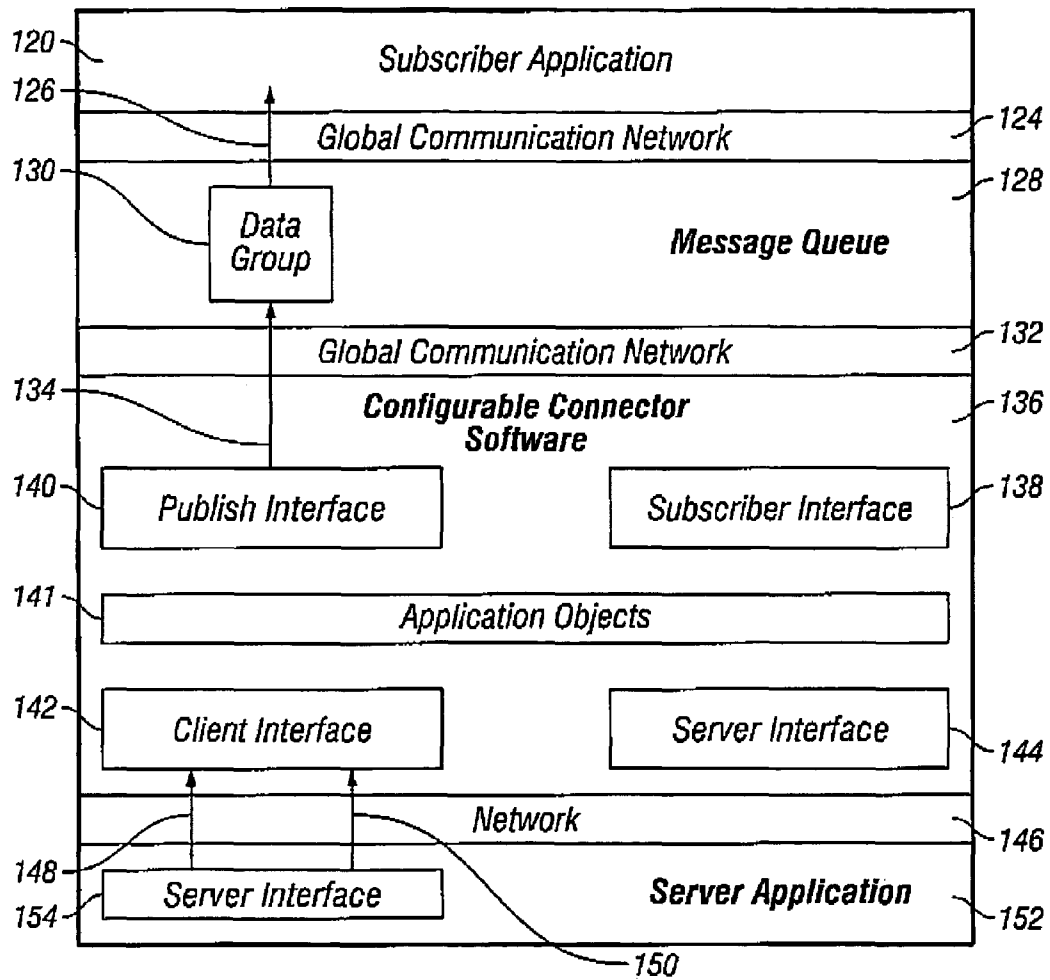 120
Subscriber Application
126
Global Communication Network
124
130
128
Data
Group
Message Queue
Global Communication Network
132
134
Configurable Connector
Software
136
140
Publish Interface
Subscriber Interface
138
141
Application Objects
142
Client Interface
Server Interface
144
Network
146
148
Server Interface
Server Application
154
152
150